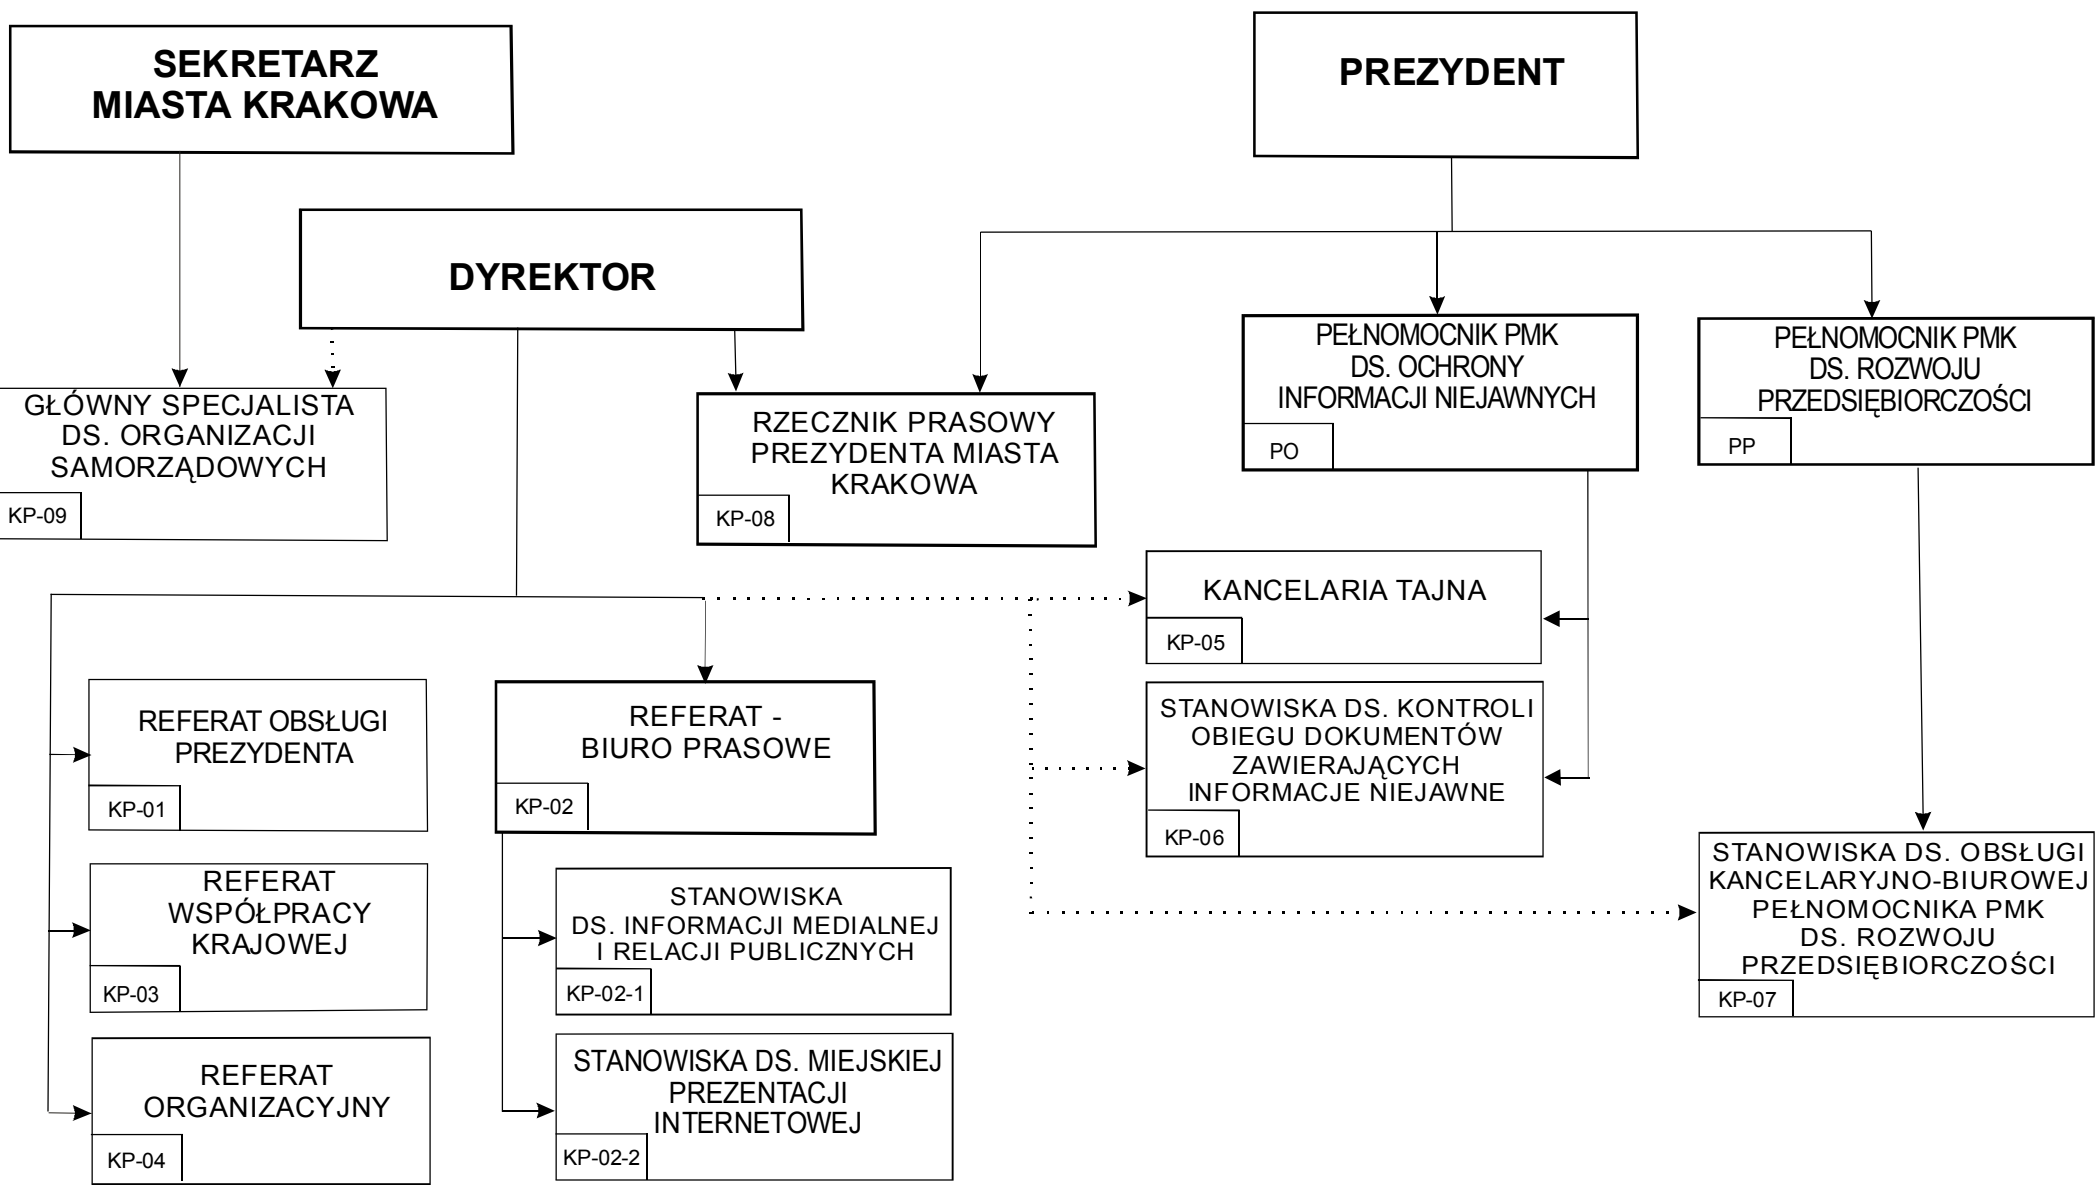 SEKRETARZ
MIASTA KRAKOWA
PREZYDENT
DYREKTOR
GŁÓWNY SPECJALISTA
DS. ORGANIZACJI
SAMORZĄDOWYCH
KP-09
RZECZNIK PRASOWY
PREZYDENTA MIASTA
KRAKOWA
KP-08
PEŁNOMOCNIK PMK
DS. OCHRONY
INFORMACJI NIEJAWNYCH
PO
PEŁNOMOCNIK PMK
DS. ROZWOJU
PRZEDSIĘBIORCZOŚCI
PP
KANCELARIA TAJNA
KP-05
REFERAT OBSŁUGI
PREZYDENTA
KP-01
REFERAT -
BIURO PRASOWE
KP-02
STANOWISKA DS. KONTROLI
OBIEGU DOKUMENTÓW
ZAWIERAJĄCYCH
INFORMACJE NIEJAWNE
KP-06
REFERAT
WSPÓŁPRACY
KRAJOWEJ
KP-03
STANOWISKA
DS. INFORMACJI MEDIALNEJ
I RELACJI PUBLICZNYCH
KP-02-1
STANOWISKA DS. OBSŁUGI
KANCELARYJNO-BIUROWEJ
PEŁNOMOCNIKA PMK
DS. ROZWOJU
PRZEDSIĘBIORCZOŚCI
KP-07
REFERAT
ORGANIZACYJNY
KP-04
STANOWISKA DS. MIEJSKIEJ
PREZENTACJI
INTERNETOWEJ
KP-02-2